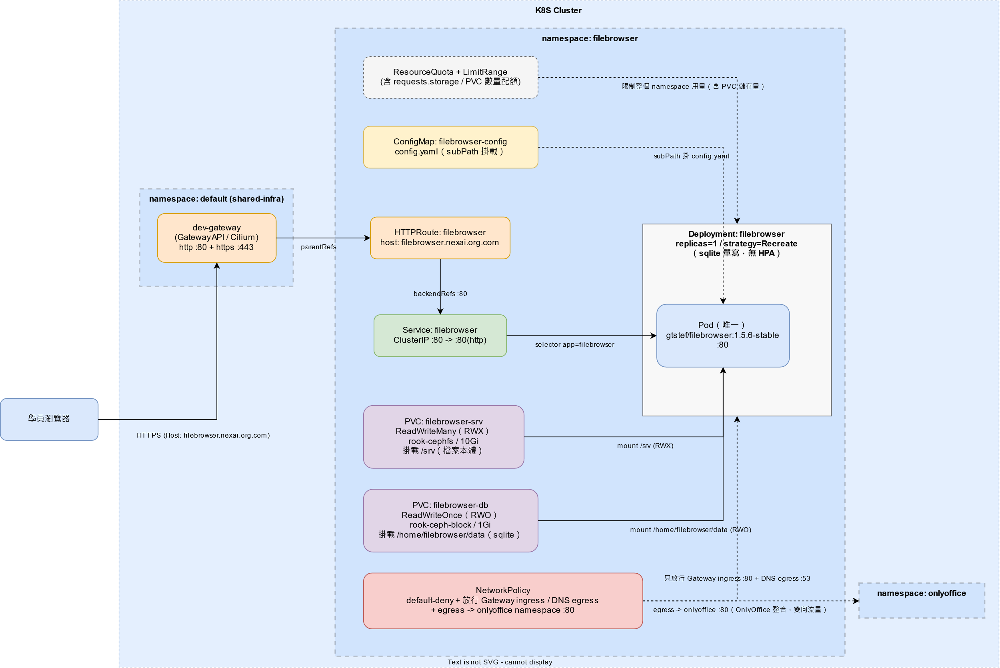 K8S Cluster
namespace: filebrowser
ResourceQuota + LimitRange
(含 requests.storage / PVC 數量配額)
限制整個 namespace 用量（含 PVC 儲存量）
ConfigMap: filebrowser-config
config.yaml（subPath 掛載）
subPath 掛 config.yaml
namespace: default (shared-infra)
dev-gateway
(Gateway API / Cilium)
http :80 + https :443
parentRefs
HTTPRoute: filebrowser
host: filebrowser.nexai.org.com
Deployment: filebrowser
replicas=1 / strategy=Recreate
（sqlite 單寫，無 HPA）
backendRefs :80
Service: filebrowser
ClusterIP :80 -> :80(http)
selector app=filebrowser
Pod（唯一）
gtstef/filebrowser:1.5.6-stable
:80
學員瀏覽器
HTTPS (Host: filebrowser.nexai.org.com)
PVC: filebrowser-srv
ReadWriteMany（RWX）
rook-cephfs / 10Gi
掛載 /srv（檔案本體）
mount /srv (RWX)
PVC: filebrowser-db
ReadWriteOnce（RWO）
rook-ceph-block / 1Gi
掛載 /home/filebrowser/data（sqlite）
mount /home/filebrowser/data (RWO)
只放行 Gateway ingress :80 + DNS egress :53
NetworkPolicy
default-deny + 放行 Gateway ingress / DNS egress
+ egress -> onlyoffice namespace :80
egress -> onlyoffice :80（OnlyOffice 整合，雙向流量）
namespace: onlyoffice
Text is not SVG - cannot display